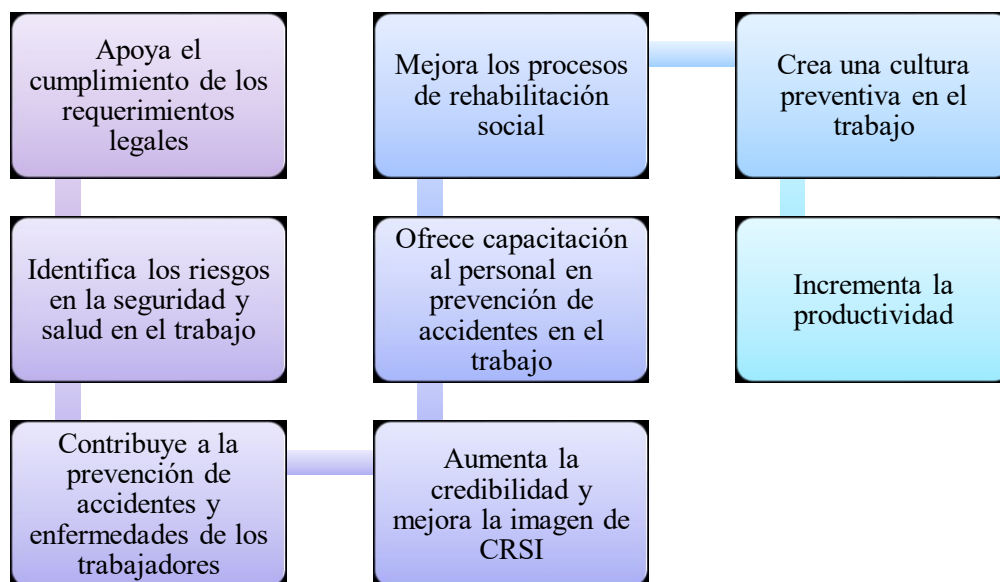 Apoya el
cumplimiento de los
requerimientos
legales
Identifica los riesgos
en la seguridad y
salud en el trabajo
Contribuye a la
prevención de
accidentes y
enfermedades de los
trabajadores
Aumenta la
credibilidad y
mejora la imagen de
CRSI
Ofrece capacitación
al personal en
prevención de
accidentes en el
trabajo
Mejora los procesos
de rehabilitación
social
Crea una cultura
preventiva en el
trabajo
Incrementa la
productividad